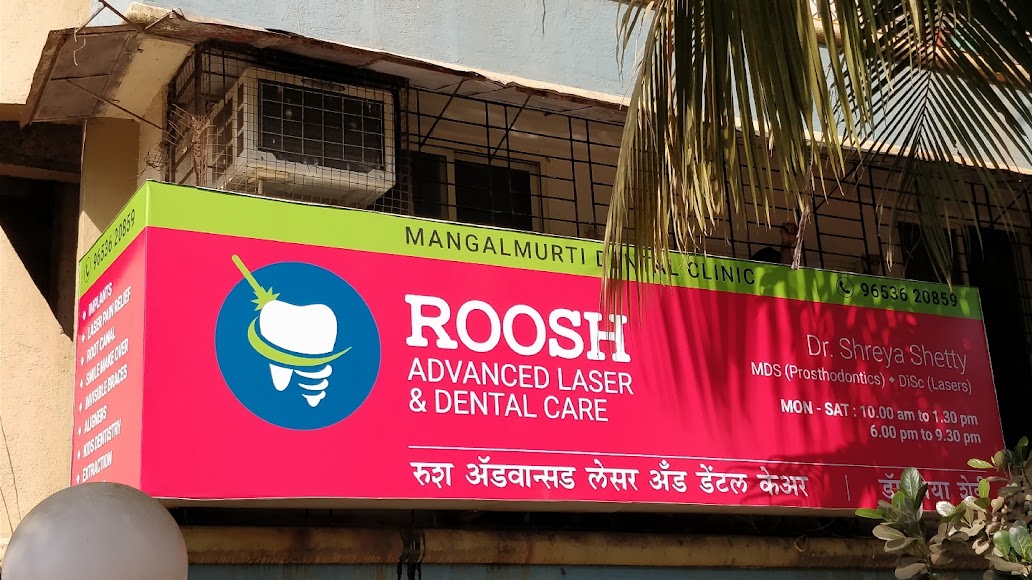 96536 20859
• IMPLANTS
• LASER PAIN RELIEF
• ROOT CANAL
• SMILE MAKE OVER
• INVISIBLE BRACES
• ALIGNERS
• KIDS DENTISTRY
• EXTRACTION
MANGALMURTI DENTAL CLINIC
96536 20859
ROOSH
ADVANCED LASER
& DENTAL CARE
Dr. Shreya Shetty
MDS (Prosthodontics) • DiSc (Lasers)
MON - SAT : 10.00 am to 1.30 pm
6.00 pm to 9.30 pm
रुश ॲडवान्सड लेसर अँड डेंटल केअर |